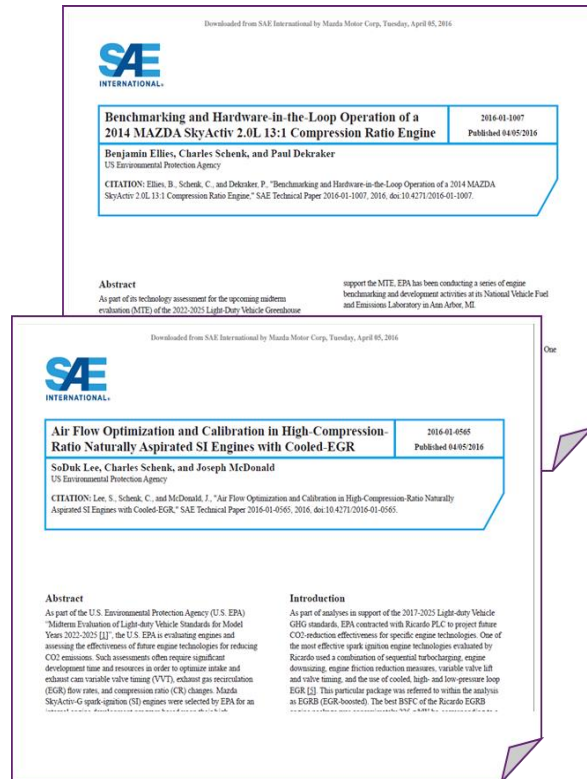 Downloaded from SAE International by Mazda Motor Corp, Tuesday, April 05, 2016
SAE
INTERNATIONAL®
Benchmarking and Hardware-in-the-Loop Operation of a
2014 MAZDA SkyActiv 2.0L 13:1 Compression Ratio Engine
2016-01-1007
Published 04/05/2016
Benjamin Ellies, Charles Schenk, and Paul Dekraker
US Environmental Protection Agency
CITATION: Ellies, B., Schenk, C., and Dekraker, P., "Benchmarking and Hardware-in-the-Loop Operation of a 2014 MAZDA
SkyActiv 2.0L 13:1 Compression Ratio Engine," SAE Technical Paper 2016-01-1007, 2016, doi:10.4271/2016-01-1007.
Abstract
As part of its technology assessment for the upcoming midterm
evaluation (MTE) of the 2022-2025 Light-Duty Vehicle Greenhouse
support the MTE, EPA has been conducting a series of engine
benchmarking and development activities at its National Vehicle Fuel
and Emissions Laboratory in Ann Arbor, MI.
One
Downloaded from SAE International by Mazda Motor Corp, Tuesday, April 05, 2016
SAE
INTERNATIONAL®
Air Flow Optimization and Calibration in High-Compression-
Ratio Naturally Aspirated SI Engines with Cooled-EGR
2016-01-0565
Published 04/05/2016
SoDuk Lee, Charles Schenk, and Joseph McDonald
US Environmental Protection Agency
CITATION: Lee, S., Schenk, C., and McDonald, J., "Air Flow Optimization and Calibration in High-Compression-Ratio Naturally
Aspirated SI Engines with Cooled-EGR," SAE Technical Paper 2016-01-0565, 2016, doi:10.4271/2016-01-0565.
Abstract
As part of the U.S. Environmental Protection Agency (U.S. EPA)
"Midterm Evaluation of Light-duty Vehicle Standards for Model
Years 2022-2025 [1]", the U.S. EPA is evaluating engines and
assessing the effectiveness of future engine technologies for reducing
CO2 emissions. Such assessments often require significant
development time and resources in order to optimize intake and
exhaust cam variable valve timing (VVT), exhaust gas recirculation
(EGR) flow rates, and compression ratio (CR) changes. Mazda
SkyActiv-G spark-ignition (SI) engines were selected by EPA for an
Introduction
As part of analyses in support of the 2017-2025 Light-duty Vehicle
GHG standards, EPA contracted with Ricardo PLC to project future
CO2-reduction effectiveness for specific engine technologies. One of
the most effective spark ignition engine technologies evaluated by
Ricardo used a combination of sequential turbocharging, engine
downsizing, engine friction reduction measures, variable valve lift
and valve timing, and the use of cooled, high- and low-pressure loop
EGR [5]. This particular package was referred to within the analysis
as EGRB (EGR-boosted). The best BSFC of the Ricardo EGRB